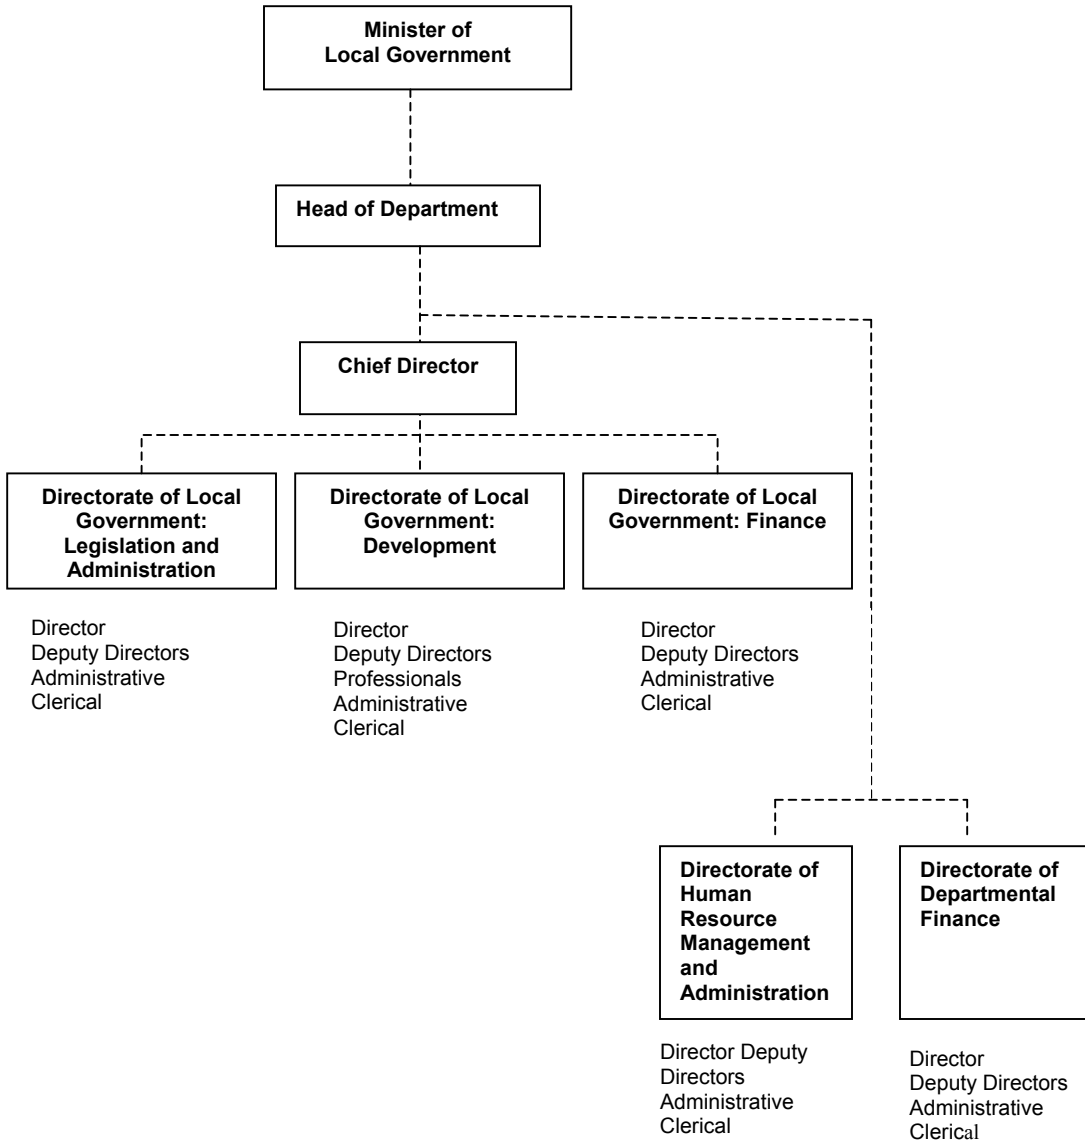 Minister of
Local Government
Head of Department
Chief Director
Directorate of Local
Government:
Legislation and
Administration
Directorate of Local
Government:
Development
Directorate of Local
Government: Finance
Director
Deputy Directors
Administrative
Clerical
Director
Deputy Directors
Professionals
Administrative
Clerical
Director
Deputy Directors
Administrative
Clerical
Directorate of
Human
Resource
Management
and
Administration
Directorate of
Departmental
Finance
Director Deputy
Directors
Administrative
Clerical
Director
Deputy Directors
Administrative
Clerical